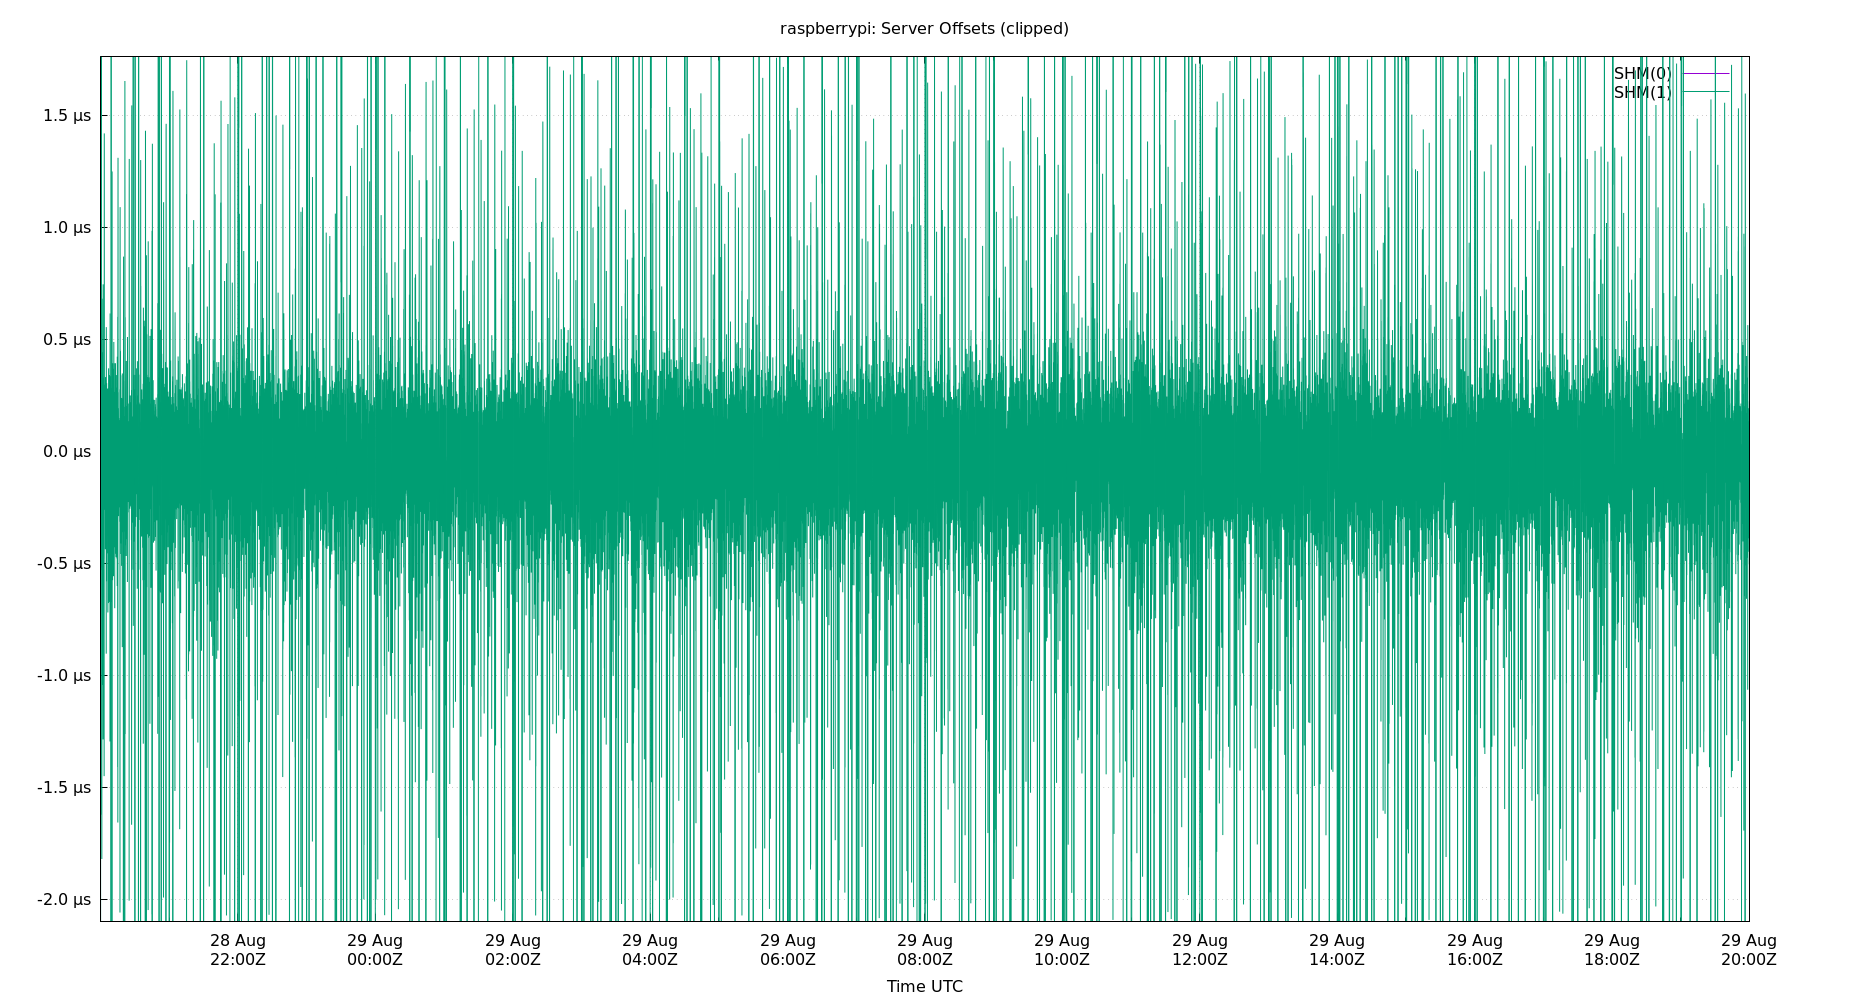 raspberrypi: Server Offsets (clipped)
SHM(0)
SHM(1)
1.5 µs
1.0 µs
0.5 µs
0.0 µs
-0.5 µs
-1.0 µs
-1.5 µs
-2.0 µs
28 Aug 29 Aug 29 Aug 29 Aug 29 Aug 29 Aug 29 Aug 29 Aug 29 Aug 29 Aug 29 Aug 29 Aug
22:00Z 00:00Z 02:00Z 04:00Z 06:00Z 08:00Z 10:00Z 12:00Z 14:00Z 16:00Z 18:00Z 20:00Z
Time UTC